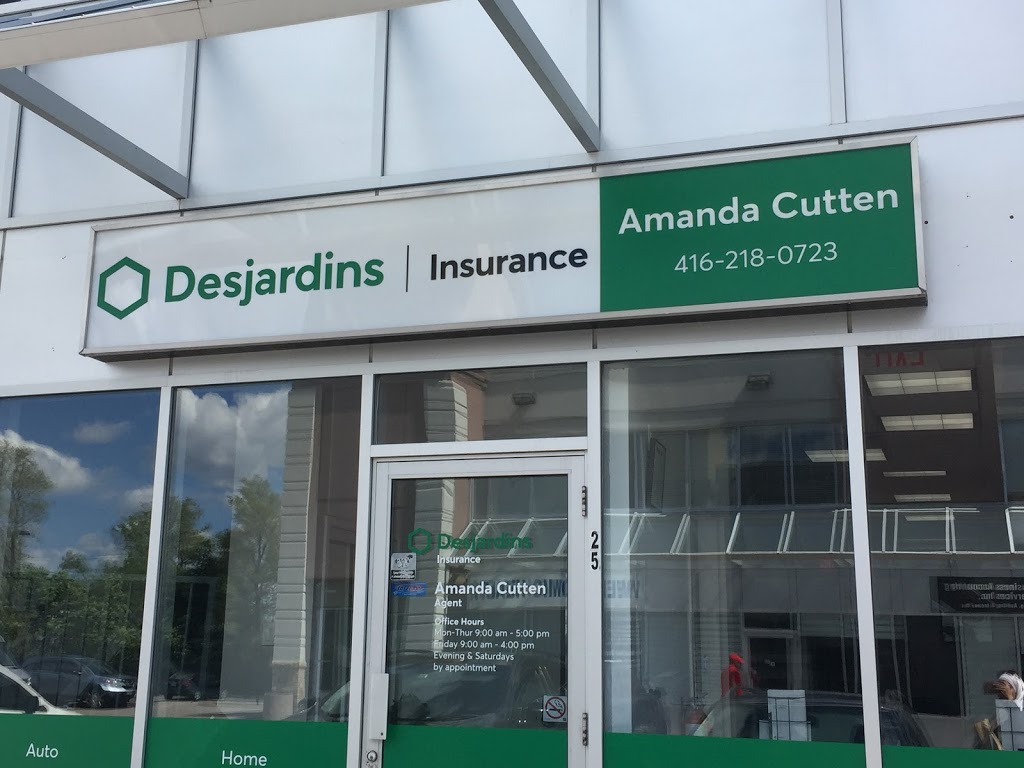 Desjardins Insurance
Amanda Cutten
416-218-0723
Desjardins
Insurance
Amanda Cutten
Agent
Office Hours
Mon-Thur 9:00 am - 5:00 pm
Friday 9:00 am - 4:00 pm
Evening & Saturdays
by appointment
25
EXIT
Auto
Home